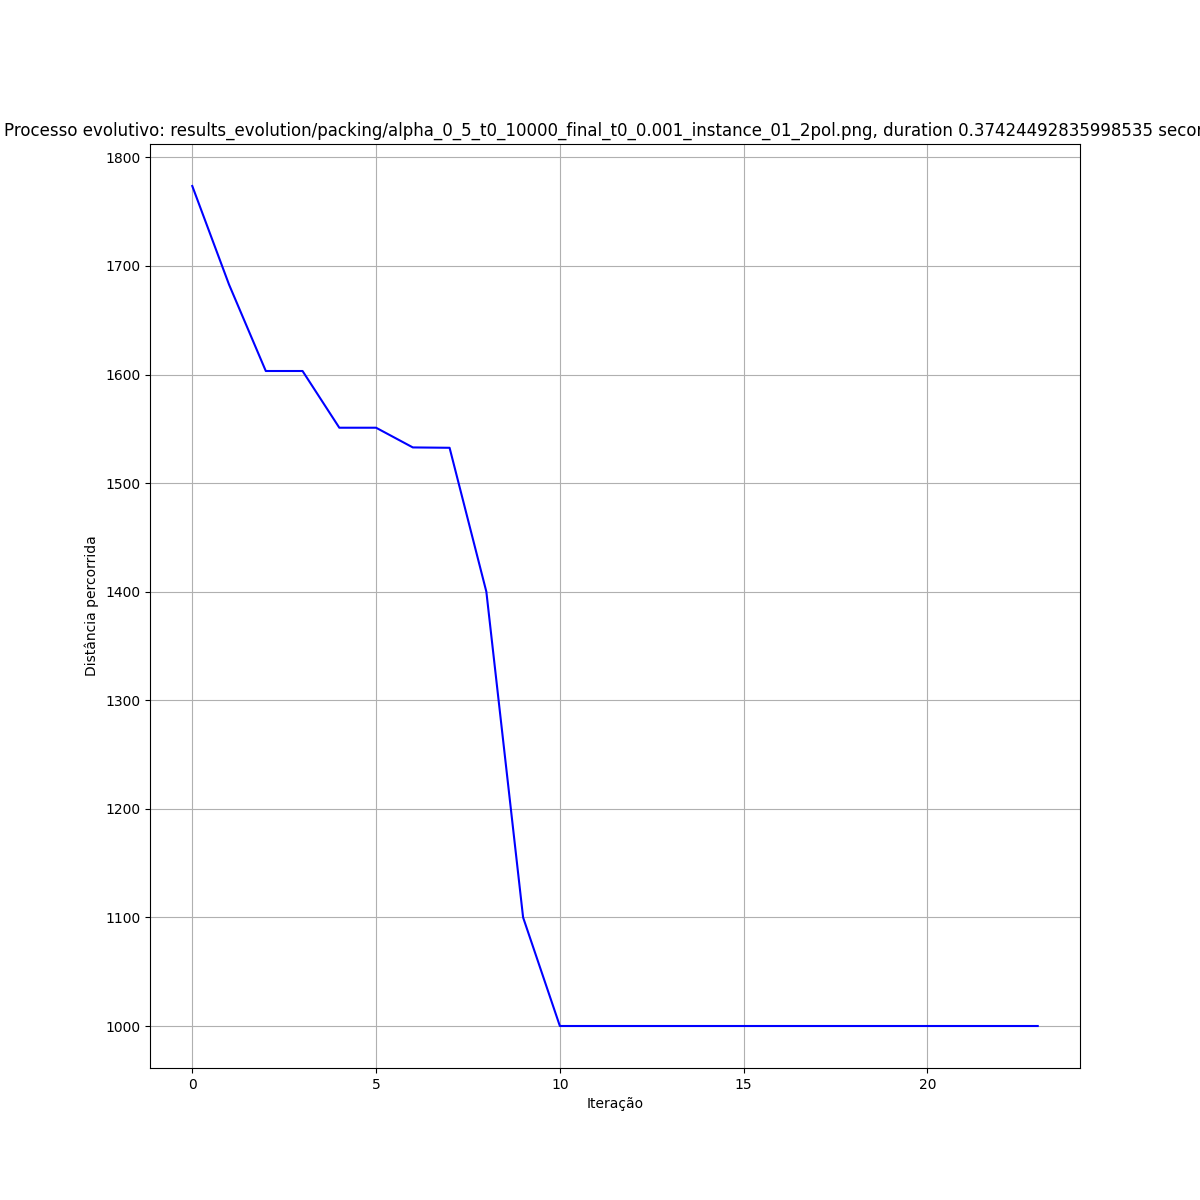 Processo evolutivo: results_evolution/packing/alpha_0_5_t0_10000_final_t0_0.001_instance_01_2pol.png, duration 0.37424492835998535
1800
1700
1600
1500
1400
1300
1200
1100
1000
Distância percorrida
0 5 10 15 20
Iteração